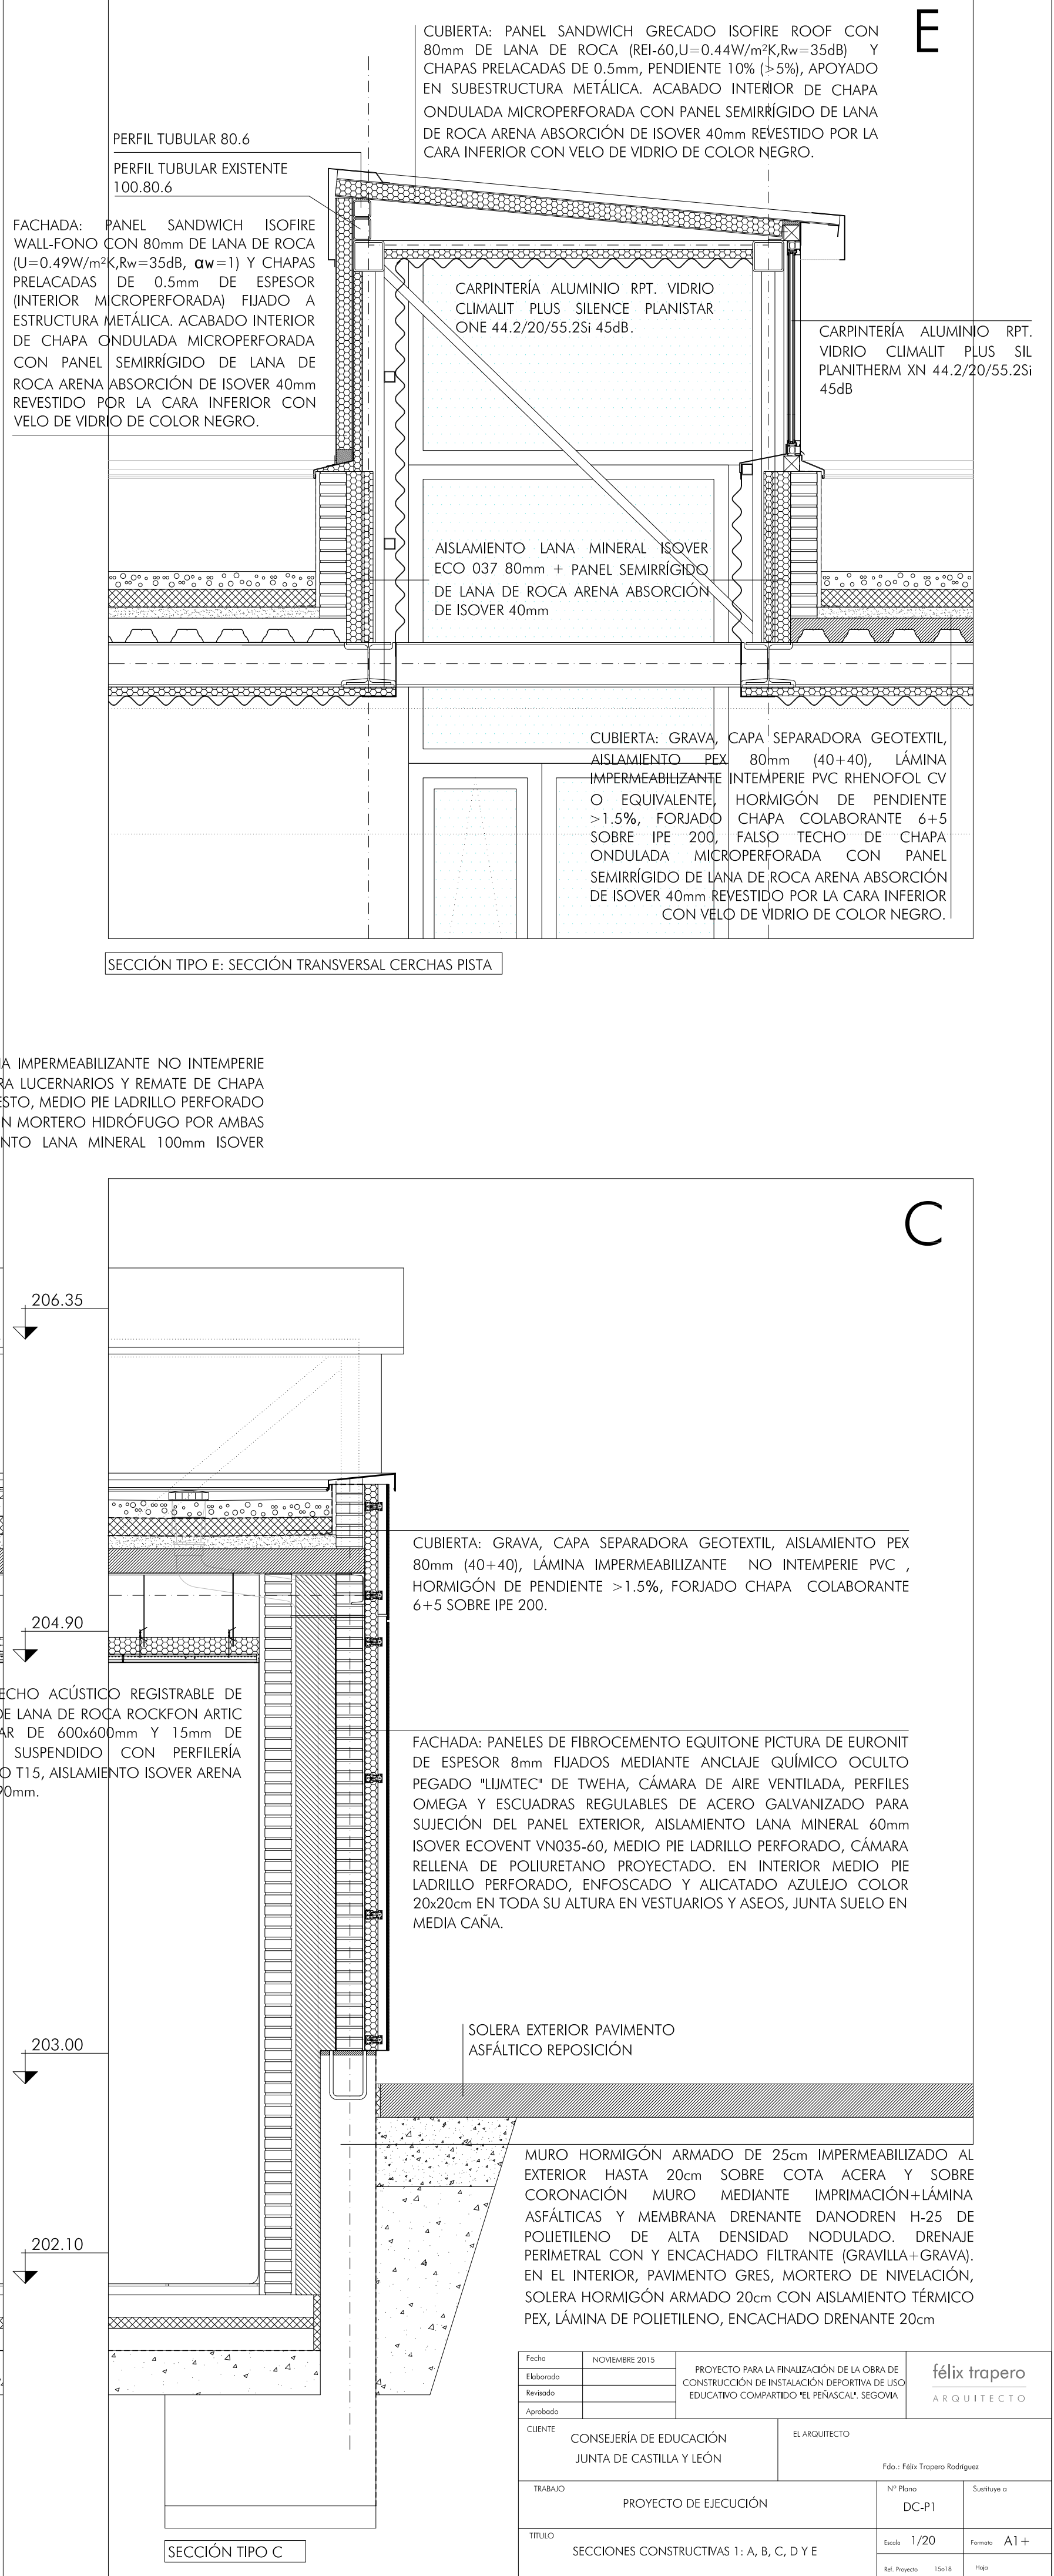 E
CUBIERTA: PANEL SANDWICH GRECADO ISOFIRE ROOF CON
80mm DE LANA DE ROCA (REI-60,U=0.44W/m²K,Rw=35dB) Y
CHAPAS PRELACADAS DE 0.5mm, PENDIENTE 10% (>5%), APOYADO
EN SUBESTRUCTURA METÁLICA. ACABADO INTERIOR DE CHAPA
ONDULADA MICROPERFORADA CON PANEL SEMIRRÍGIDO DE LANA
DE ROCA ARENA ABSORCIÓN DE ISOVER 40mm REVESTIDO POR LA
CARA INFERIOR CON VELO DE VIDRIO DE COLOR NEGRO.
PERFIL TUBULAR 80.6
PERFIL TUBULAR EXISTENTE
100.80.6
FACHADA: PANEL SANDWICH ISOFIRE
WALL-FONO CON 80mm DE LANA DE ROCA
(U=0.49W/m²K,Rw=35dB, αw=1) Y CHAPAS
PRELACADAS DE 0.5mm DE ESPESOR
(INTERIOR MICROPERFORADA) FIJADO A
ESTRUCTURA METÁLICA. ACABADO INTERIOR
DE CHAPA ONDULADA MICROPERFORADA
CON PANEL SEMIRRÍGIDO DE LANA DE
ROCA ARENA ABSORCIÓN DE ISOVER 40mm
REVESTIDO POR LA CARA INFERIOR CON
VELO DE VIDRIO DE COLOR NEGRO.
CARPINTERÍA ALUMINIO RPT. VIDRIO
CLIMALIT PLUS SILENCE PLANISTAR
ONE 44.2/20/55.2Si 45dB.
CARPINTERÍA ALUMINIO RPT.
VIDRIO CLIMALIT PLUS SIL
PLANITHERM XN 44.2/20/55.2Si
45dB
AISLAMIENTO LANA MINERAL ISOVER
ECO 037 80mm + PANEL SEMIRRÍGIDO
DE LANA DE ROCA ARENA ABSORCIÓN
DE ISOVER 40mm
CUBIERTA: GRAVA, CAPA SEPARADORA GEOTEXTIL,
AISLAMIENTO PEX 80mm (40+40), LÁMINA
IMPERMEABILIZANTE INTEMPERIE PVC RHENOFOL CV
O EQUIVALENTE, HORMIGÓN DE PENDIENTE
>1.5%, FORJADO CHAPA COLABORANTE 6+5
SOBRE IPE 200, FALSO TECHO DE CHAPA
ONDULADA MICROPERFORADA CON PANEL
SEMIRRÍGIDO DE LANA DE ROCA ARENA ABSORCIÓN
DE ISOVER 40mm REVESTIDO POR LA CARA INFERIOR
CON VELO DE VIDRIO DE COLOR NEGRO.
SECCIÓN TIPO E: SECCIÓN TRANSVERSAL CERCHAS PISTA
A IMPERMEABILIZANTE NO INTEMPERIE
RA LUCERNARIOS Y REMATE DE CHAPA
ESTO, MEDIO PIE LADRILLO PERFORADO
N MORTERO HIDRÓFUGO POR AMBAS
NTO LANA MINERAL 100mm ISOVER
C
206.35
CUBIERTA: GRAVA, CAPA SEPARADORA GEOTEXTIL, AISLAMIENTO PEX
80mm (40+40), LÁMINA IMPERMEABILIZANTE NO INTEMPERIE PVC ,
HORMIGÓN DE PENDIENTE >1.5%, FORJADO CHAPA COLABORANTE
6+5 SOBRE IPE 200.
204.90
ECHO ACÚSTICO REGISTRABLE DE
DE LANA DE ROCA ROCKFON ARTIC
AR DE 600x600mm Y 15mm DE
SUSPENDIDO CON PERFILERÍA
O T15, AISLAMIENTO ISOVER ARENA
90mm.
FACHADA: PANELES DE FIBROCEMENTO EQUITONE PICTURA DE EURONIT
DE ESPESOR 8mm FIJADOS MEDIANTE ANCLAJE QUÍMICO OCULTO
PEGADO "LIJMTEC" DE TWEHA, CÁMARA DE AIRE VENTILADA, PERFILES
OMEGA Y ESCUADRAS REGULABLES DE ACERO GALVANIZADO PARA
SUJECIÓN DEL PANEL EXTERIOR, AISLAMIENTO LANA MINERAL 60mm
ISOVER ECOVENT VN035-60, MEDIO PIE LADRILLO PERFORADO, CÁMARA
RELLENA DE POLIURETANO PROYECTADO. EN INTERIOR MEDIO PIE
LADRILLO PERFORADO, ENFOSCADO Y ALICATADO AZULEJO COLOR
20x20cm EN TODA SU ALTURA EN VESTUARIOS Y ASEOS, JUNTA SUELO EN
MEDIA CAÑA.
203.00
SOLERA EXTERIOR PAVIMENTO
ASFÁLTICO REPOSICIÓN
MURO HORMIGÓN ARMADO DE 25cm IMPERMEABILIZADO AL
EXTERIOR HASTA 20cm SOBRE COTA ACERA Y SOBRE
CORONACIÓN MURO MEDIANTE IMPRIMACIÓN+LÁMINA
ASFÁLTICAS Y MEMBRANA DRENANTE DANODREN H-25 DE
POLIETILENO DE ALTA DENSIDAD NODULADO. DRENAJE
PERIMETRAL CON Y ENCACHADO FILTRANTE (GRAVILLA+GRAVA).
EN EL INTERIOR, PAVIMENTO GRES, MORTERO DE NIVELACIÓN,
SOLERA HORMIGÓN ARMADO 20cm CON AISLAMIENTO TÉRMICO
PEX, LÁMINA DE POLIETILENO, ENCACHADO DRENANTE 20cm
202.10
SECCIÓN TIPO C
Fecha NOVIEMBRE 2015
Elaborado
Revisado
Aprobado
PROYECTO PARA LA FINALIZACIÓN DE LA OBRA DE
CONSTRUCCIÓN DE INSTALACIÓN DEPORTIVA DE USO
EDUCATIVO COMPARTIDO "EL PEÑASCAL". SEGOVIA
félix trapero
ARQUITECTO
CLIENTE
CONSEJERÍA DE EDUCACIÓN
JUNTA DE CASTILLA Y LEÓN
EL ARQUITECTO
Fdo.: Félix Trapero Rodríguez
TRABAJO
PROYECTO DE EJECUCIÓN
Nº Plano
DC-P1
Sustituye a
TITULO
SECCIONES CONSTRUCTIVAS 1: A, B, C, D Y E
Escala 1/20
Formato A1+
Ref. Proyecto 15o18
Hoja